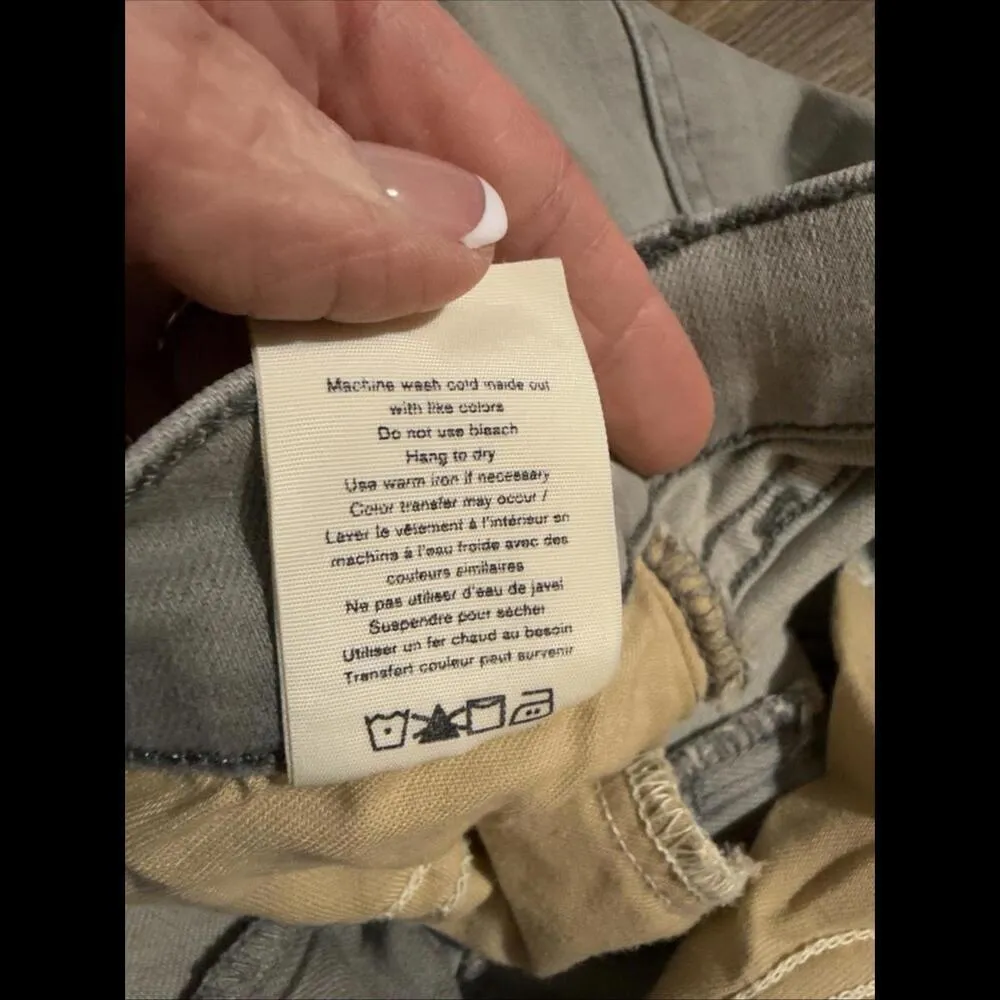 Machine wash cold inside out
with like colors
Do not use bleach
Hang to dry
Use warm iron if necessary
Color transfer may occur /
Laver le vêtement à l'intérieur en
machine à l'eau froide avec des
couleurs similaires
Ne pas utiliser d'eau de javel
Suspendre pour sécher
Utiliser un fer chaud au besoin
Transfert couleur peut survenir